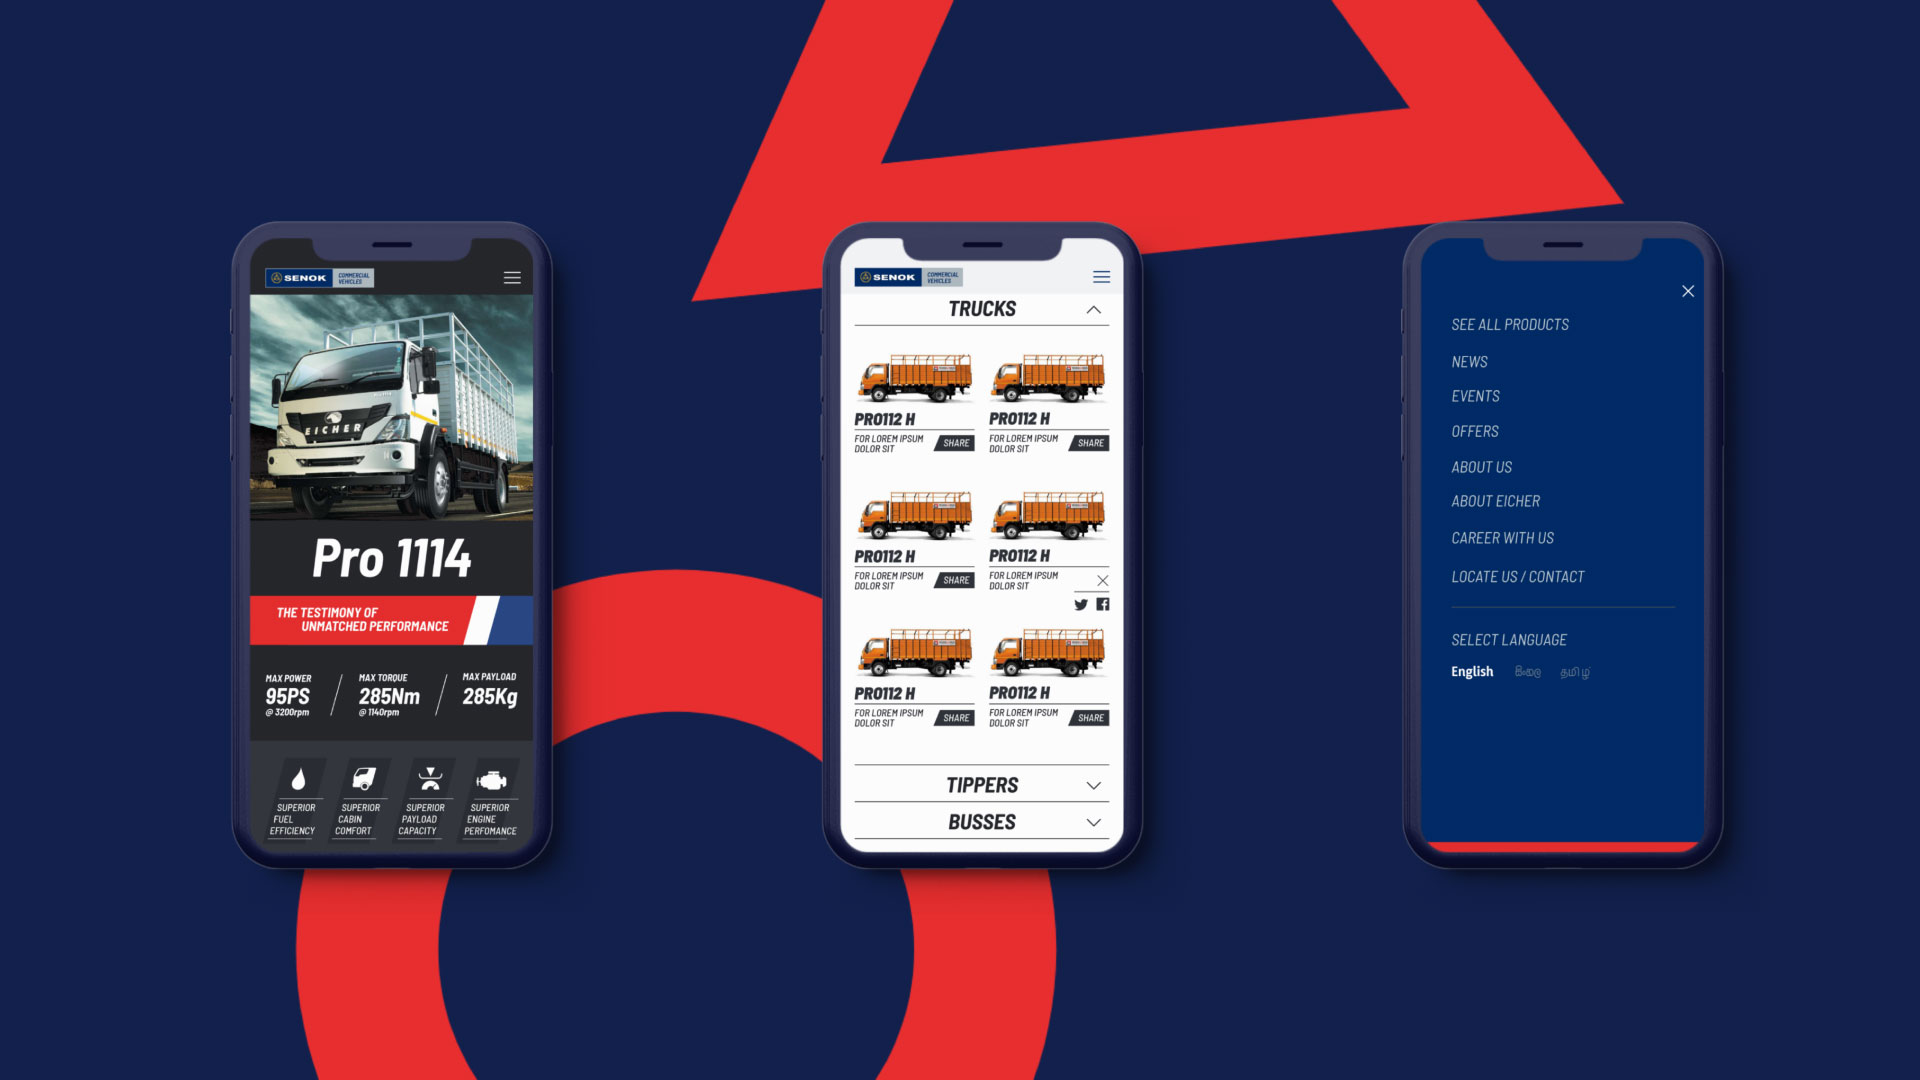 SENOK
COMMERCIAL
VEHICLES
EICHER
Pro 1114
THE TESTIMONY OF
UNMATCHED PERFORMANCE
MAX POWER
95PS
@ 3200rpm
MAX TORQUE
285Nm
@ 1140rpm
MAX PAYLOAD
285Kg
SUPERIOR
FUEL
EFFICIENCY
SUPERIOR
CABIN
COMFORT
SUPERIOR
PAYLOAD
CAPACITY
SUPERIOR
ENGINE
PERFOMANCE
SENOK
COMMERCIAL
VEHICLES
TRUCKS
PRO112 H
FOR LOREM IPSUM
DOLOR SIT
SHARE
PRO112 H
FOR LOREM IPSUM
DOLOR SIT
SHARE
PRO112 H
FOR LOREM IPSUM
DOLOR SIT
SHARE
PRO112 H
FOR LOREM IPSUM
DOLOR SIT
PRO112 H
FOR LOREM IPSUM
DOLOR SIT
SHARE
PRO112 H
FOR LOREM IPSUM
DOLOR SIT
SHARE
TIPPERS
BUSSES
SEE ALL PRODUCTS
NEWS
EVENTS
OFFERS
ABOUT US
ABOUT EICHER
CAREER WITH US
LOCATE US / CONTACT
SELECT LANGUAGE
English සිංහල தமிழ்